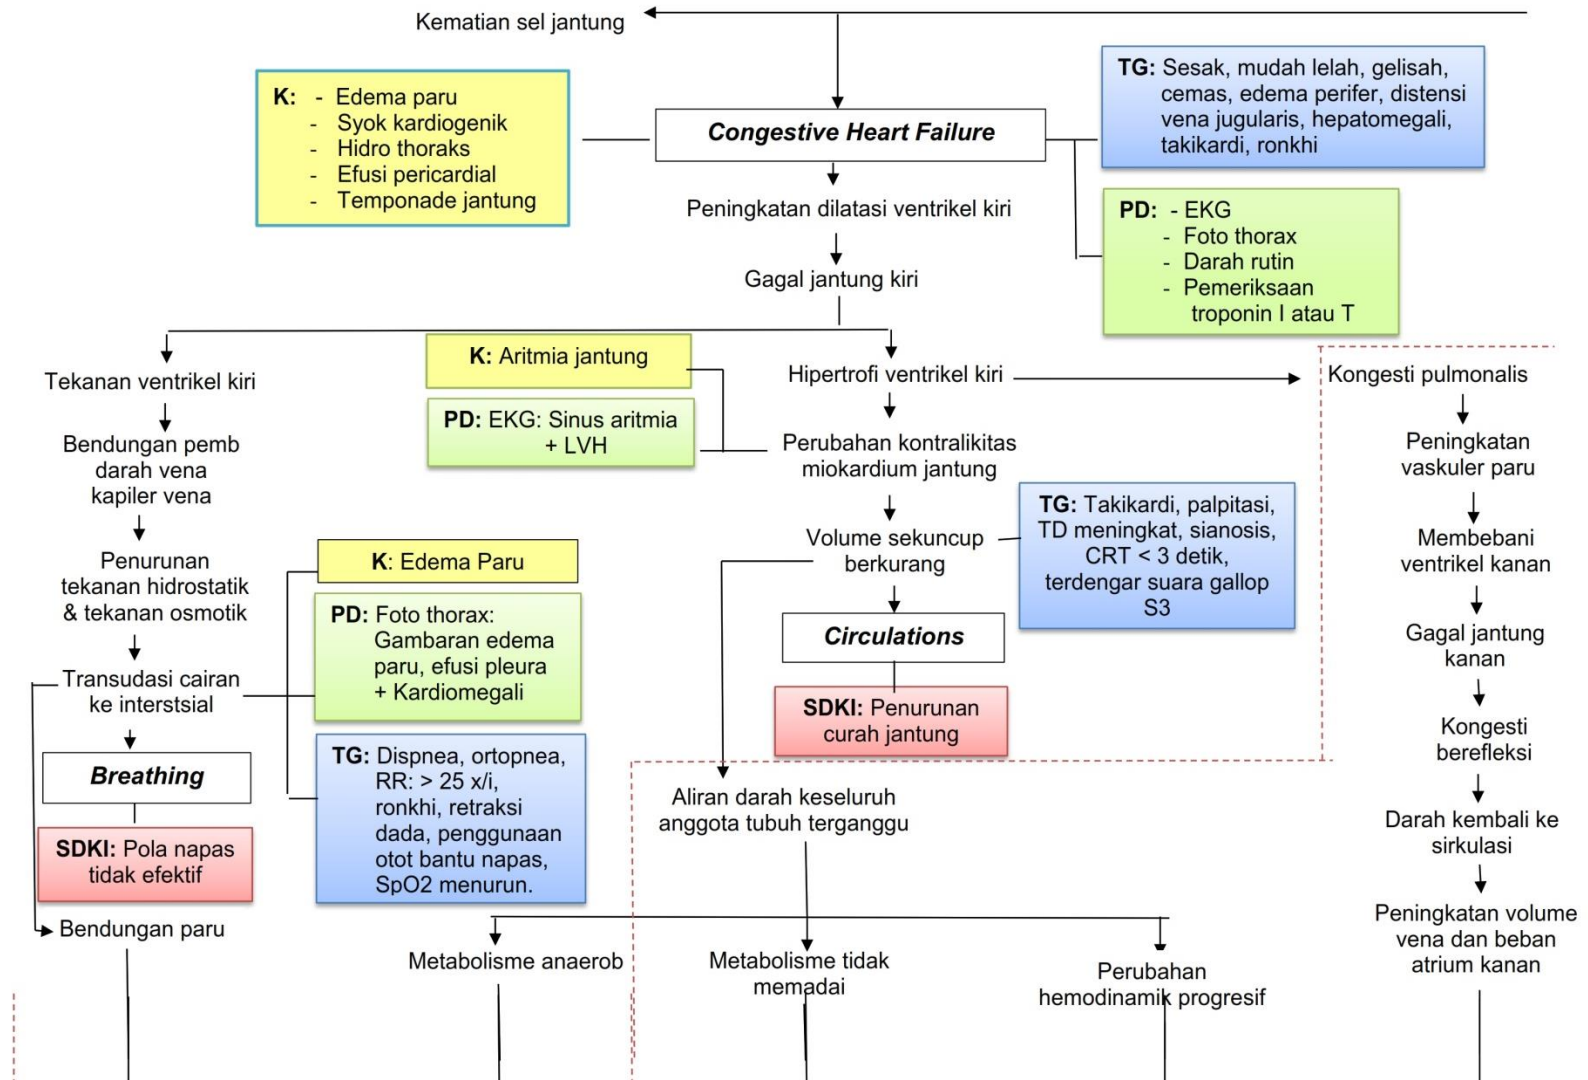 Kematian sel jantung
K: - Edema paru
- Syok kardiogenik
- Hidro thoraks
- Efusi pericardial
- Temponade jantung
Congestive Heart Failure
TG: Sesak, mudah lelah, gelisah,
cemas, edema perifer, distensi
vena jugularis, hepatomegali,
takikardi, ronkhi
PD: - EKG
- Foto thorax
- Darah rutin
- Pemeriksaan
troponin I atau T
Peningkatan dilatasi ventrikel kiri
Gagal jantung kiri
Tekanan ventrikel kiri
Bendungan pemb
darah vena
kapiler vena
Penurunan
tekanan hidrostatik
& tekanan osmotik
Transudasi cairan
ke interstsial
Breathing
SDKI: Pola napas
tidak efektif
Bendungan paru
K: Edema Paru
PD: Foto thorax:
Gambaran edema
paru, efusi pleura
+ Kardiomegali
TG: Dispnea, ortopnea,
RR: > 25 x/i,
ronkhi, retraksi
dada, penggunaan
otot bantu napas,
SpO2 menurun.
K: Aritmia jantung
PD: EKG: Sinus aritmia
+ LVH
Hipertrofi ventrikel kiri
Perubahan kontralikitas
miokardium jantung
Volume sekuncup
berkurang
TG: Takikardi, palpitasi,
TD meningkat, sianosis,
CRT < 3 detik,
terdengar suara gallop
S3
Circulations
SDKI: Penurunan
curah jantung
Aliran darah keseluruh
anggota tubuh terganggu
Metabolisme anaerob
Metabolisme tidak
memadai
Perubahan
hemodinamik progresif
Kongesti pulmonalis
Peningkatan
vaskuler paru
Membebani
ventrikel kanan
Gagal jantung
kanan
Kongesti
berefleksi
Darah kembali ke
sirkulasi
Peningkatan volume
vena dan beban
atrium kanan